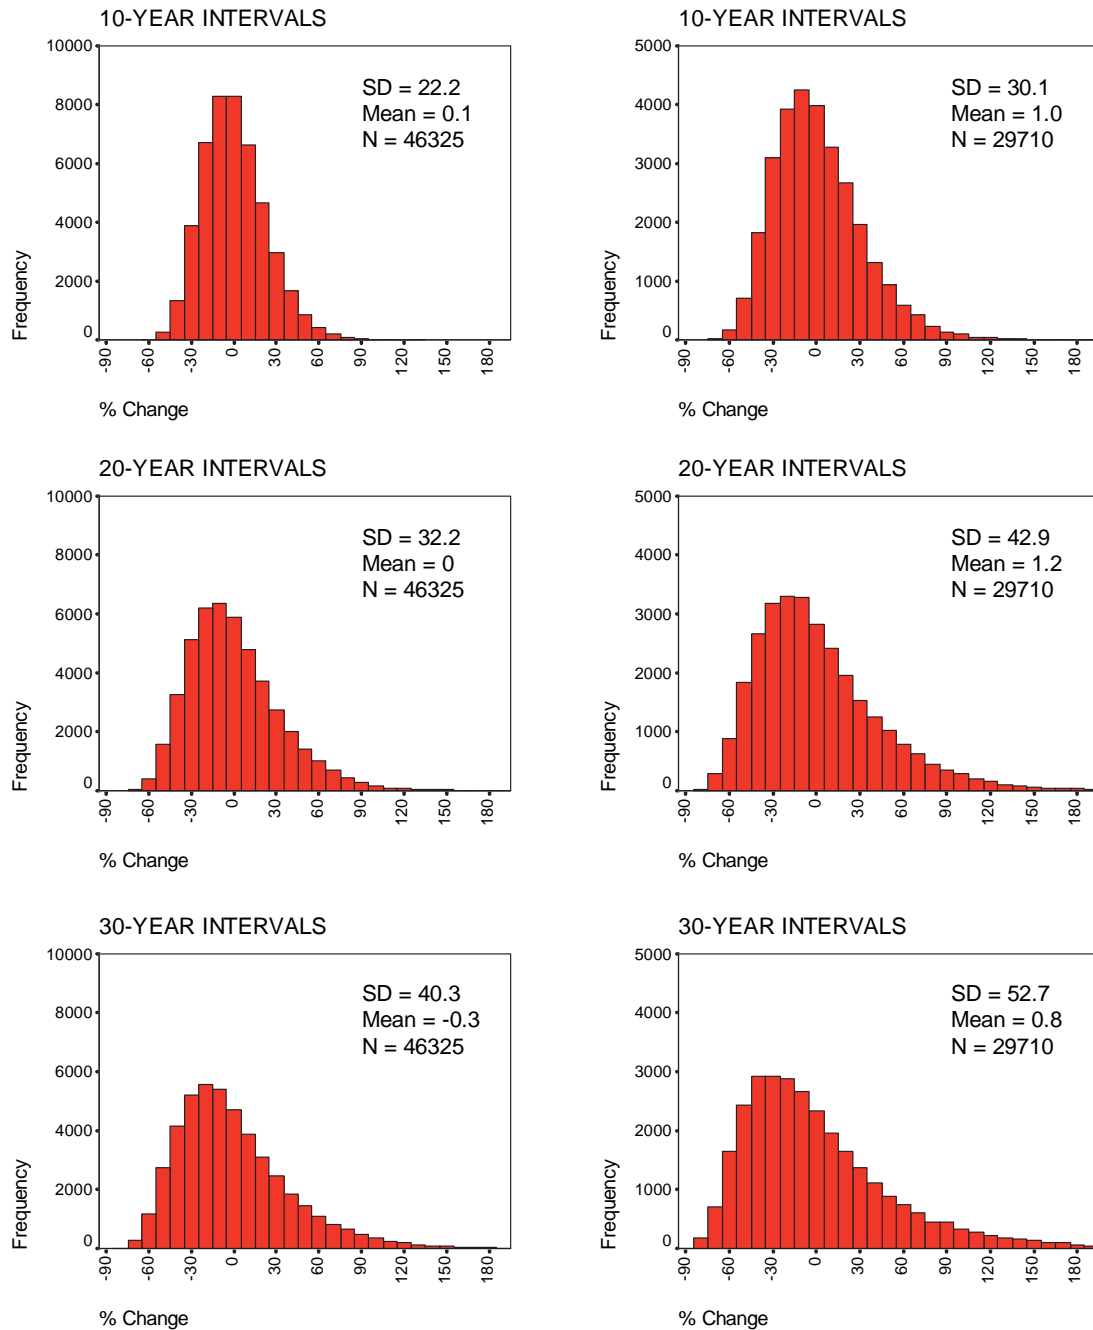 10-YEAR INTERVALS
10000
8000
6000
4000
2000
0
Frequency
SD = 22.2
Mean = 0.1
N = 46325
-90 -60 -30 0 30 60 90 120 150 180
% Change
10-YEAR INTERVALS
5000
4000
3000
2000
1000
0
Frequency
SD = 30.1
Mean = 1.0
N = 29710
-90 -60 -30 0 30 60 90 120 150 180
% Change
20-YEAR INTERVALS
10000
8000
6000
4000
2000
0
Frequency
SD = 32.2
Mean = 0
N = 46325
-90 -60 -30 0 30 60 90 120 150 180
% Change
20-YEAR INTERVALS
5000
4000
3000
2000
1000
0
Frequency
SD = 42.9
Mean = 1.2
N = 29710
-90 -60 -30 0 30 60 90 120 150 180
% Change
30-YEAR INTERVALS
10000
8000
6000
4000
2000
0
Frequency
SD = 40.3
Mean = -0.3
N = 46325
-90 -60 -30 0 30 60 90 120 150 180
% Change
30-YEAR INTERVALS
5000
4000
3000
2000
1000
0
Frequency
SD = 52.7
Mean = 0.8
N = 29710
-90 -60 -30 0 30 60 90 120 150 180
% Change